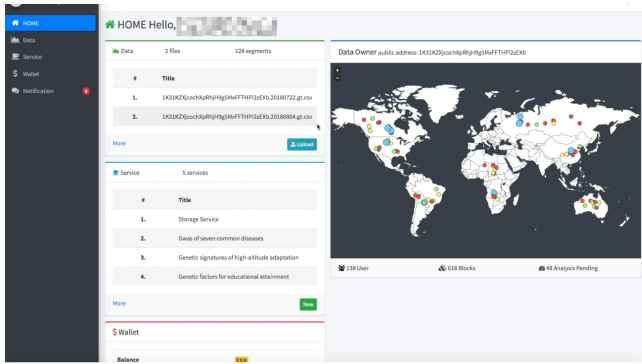 HOME
Data
Service
Wallet
Notification
HOME Hello,
Data 2 files 128 segments
# Title
1. 1K31KZXjcochXpRhjH9g5MxFFTHPi2zEXb.20180722.gt.csv
2. 1K31KZXjcochXpRhjH9g5MxFFTHPi2zEXb.20180804.gt.csv
More Upload
Service 5 services
# Title
1. Storage Service
2. Gwas of seven common diseases
3. Genetic signatures of high-altitude adaptation
4. Genetic factors for educational attainment
More New
$ Wallet
Balance
Data Owner public address: 1K31KZXjcochXpRhjH9g5MxFFTHPi2zEXb
+
-
138 User 618 Blocks 48 Analysis Pending